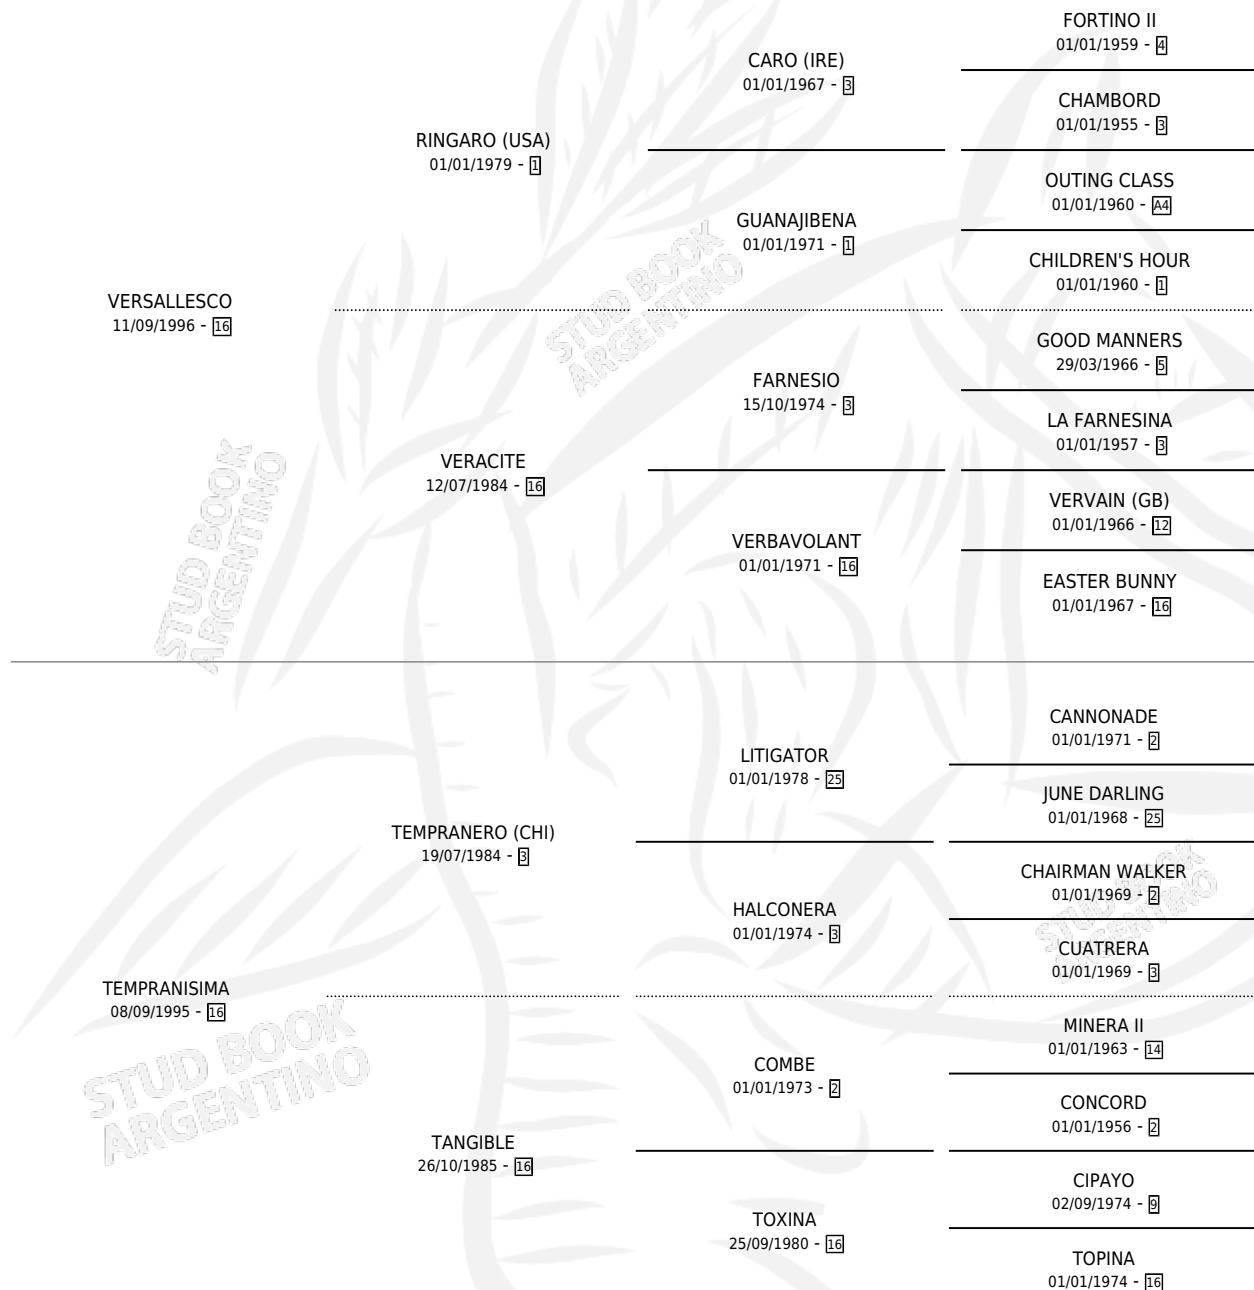 FORTINO II
01/01/1959 - 4
CARO (IRE)
01/01/1967 - 3
CHAMBORD
01/01/1955 - 3
RINGARO (USA)
01/01/1979 - 1
OUTING CLASS
01/01/1960 - A4
GUANAJIBENA
01/01/1971 - 1
CHILDREN'S HOUR
01/01/1960 - 1
VERSALLESCO
11/09/1996 - 16
GOOD MANNERS
29/03/1966 - 5
FARNESIO
15/10/1974 - 3
LA FARNESINA
01/01/1957 - 3
VERACITE
12/07/1984 - 16
VERVAIN (GB)
01/01/1966 - 12
VERBAVOLANT
01/01/1971 - 16
EASTER BUNNY
01/01/1967 - 16
CANNONADE
01/01/1971 - 2
LITIGATOR
01/01/1978 - 25
JUNE DARLING
01/01/1968 - 25
TEMPRANERO (CHI)
19/07/1984 - 3
CHAIRMAN WALKER
01/01/1969 - 2
HALCONERA
01/01/1974 - 3
CUATRERA
01/01/1969 - 3
TEMPRANISIMA
08/09/1995 - 16
MINERA II
01/01/1963 - 14
COMBE
01/01/1973 - 2
CONCORD
01/01/1956 - 2
TANGIBLE
26/10/1985 - 16
CIPAYO
02/09/1974 - 9
TOXINA
25/09/1980 - 16
TOPINA
01/01/1974 - 16
STUD BOOK
ARGENTINO
STUD BOOK
ARGENTINO
STUD BOOK
ARGENTINO
STUD BOOK
ARGENTINO